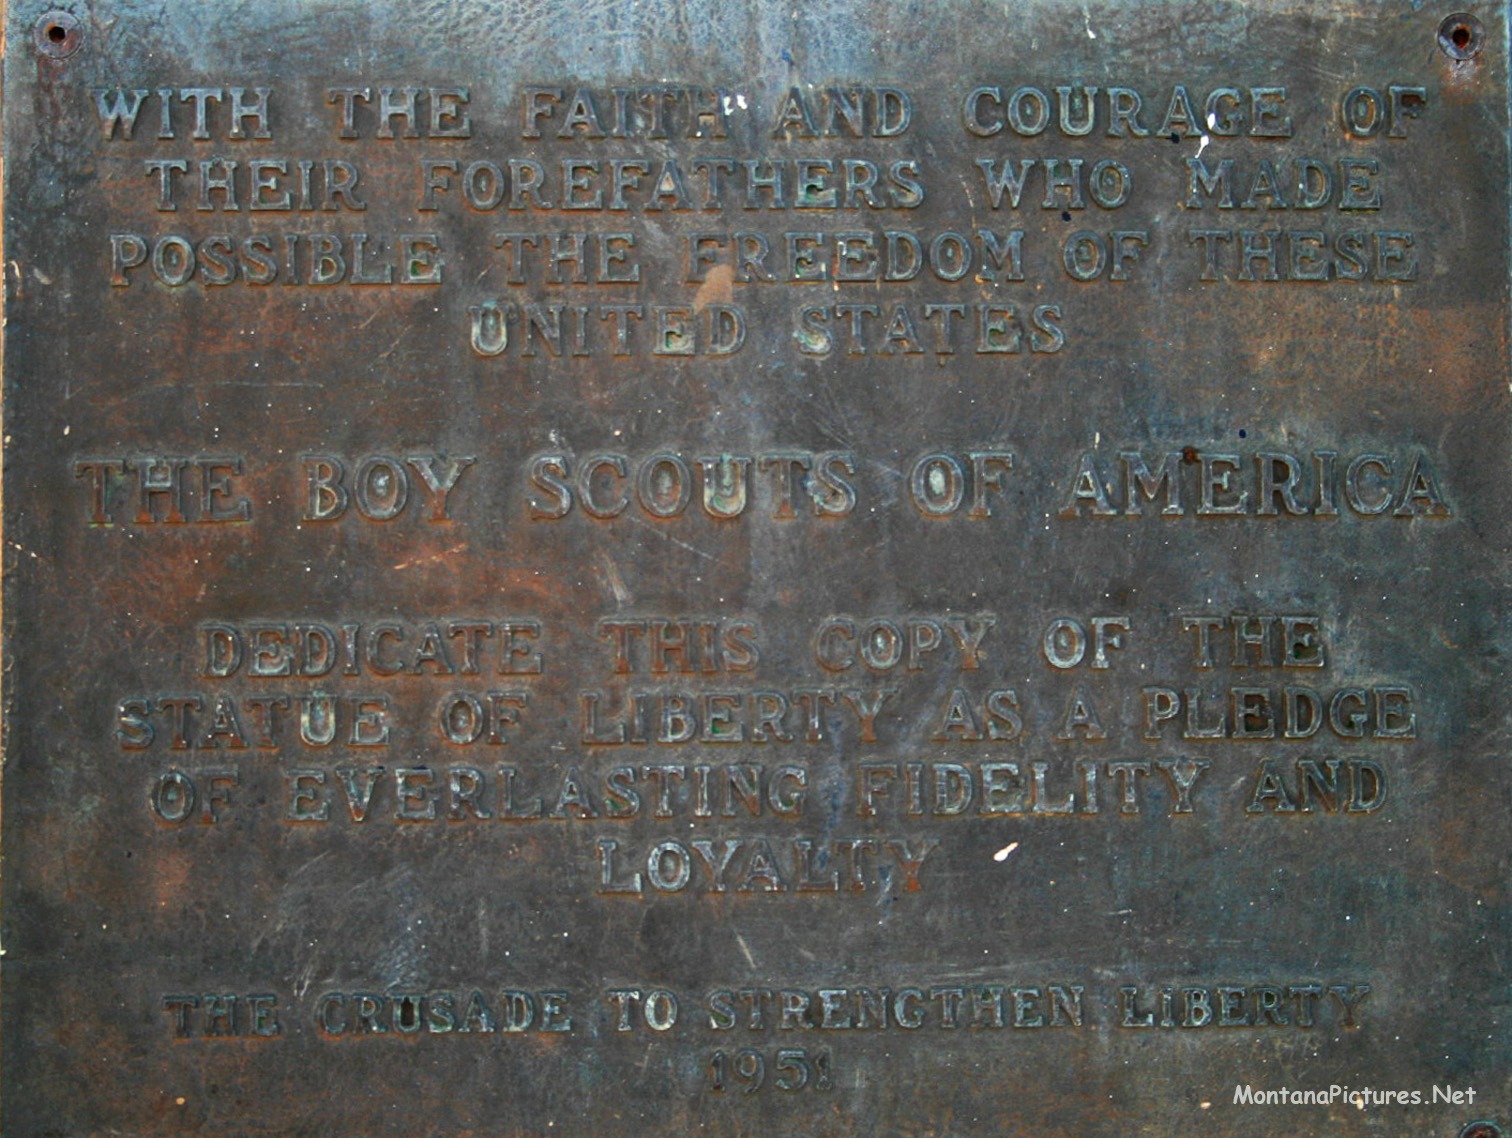 WITH THE FAITH AND COURAGE OF
THEIR FOREFATHERS WHO MADE
POSSIBLE THE FREEDOM OF THESE
UNITED STATES
THE BOY SCOUTS OF AMERICA
DEDICATE THIS COPY OF THE
STATUE OF LIBERTY AS A PLEDGE
OF EVERLASTING FIDELITY AND
LOYALTY
THE CRUSADE TO STRENGTHEN LIBERTY
1951
MontanaPictures.Net